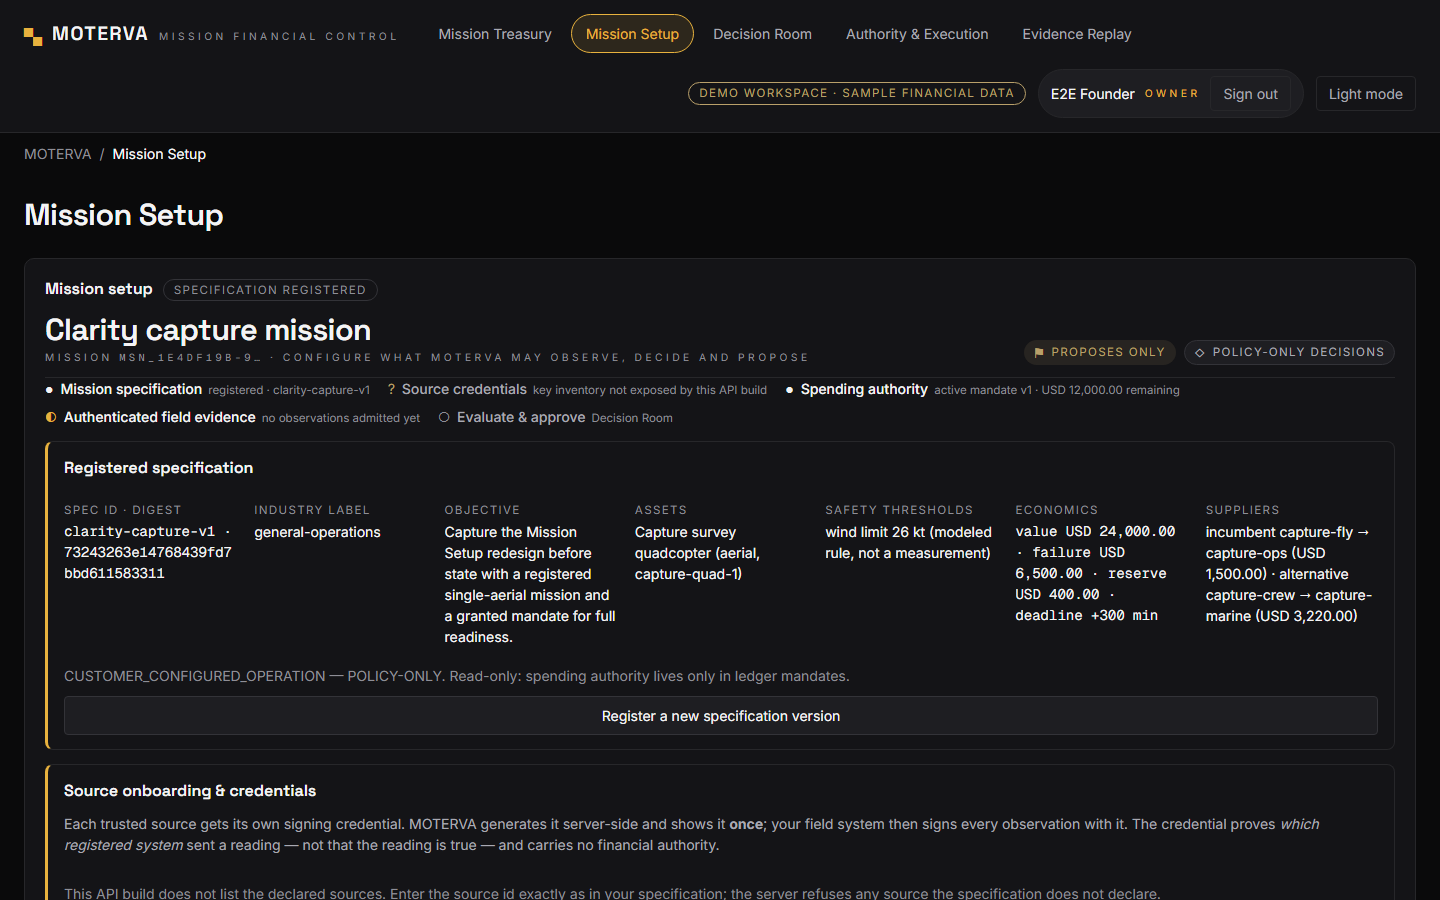 MOTERVA MISSION FINANCIAL CONTROL Mission Treasury Mission Setup Decision Room Authority & Execution Evidence Replay
DEMO WORKSPACE · SAMPLE FINANCIAL DATA E2E Founder OWNER Sign out Light mode
MOTERVA / Mission Setup
Mission Setup
Mission setup SPECIFICATION REGISTERED
Clarity capture mission
MISSION MSN_1E4DF19B-9… · CONFIGURE WHAT MOTERVA MAY OBSERVE, DECIDE AND PROPOSE
PROPOSES ONLY POLICY-ONLY DECISIONS
Mission specification registered · clarity-capture-v1 ? Source credentials key inventory not exposed by this API build Spending authority active mandate v1 · USD 12,000.00 remaining
Authenticated field evidence no observations admitted yet Evaluate & approve Decision Room
Registered specification
SPEC ID · DIGEST
clarity-capture-v1 ·
73243263e14768439fd7
bbd611583311
INDUSTRY LABEL
general-operations
OBJECTIVE
Capture the Mission
Setup redesign before
state with a registered
single-aerial mission and
a granted mandate for full
readiness.
ASSETS
Capture survey
quadcopter (aerial,
capture-quad-1)
SAFETY THRESHOLDS
wind limit 26 kt (modeled
rule, not a measurement)
ECONOMICS
value USD 24,000.00
· failure USD
6,500.00 · reserve
USD 400.00 ·
deadline +300 min
SUPPLIERS
incumbent capture-fly →
capture-ops (USD
1,500.00) · alternative
capture-crew → capture-
marine (USD 3,220.00)
CUSTOMER_CONFIGURED_OPERATION — POLICY-ONLY. Read-only: spending authority lives only in ledger mandates.
Register a new specification version
Source onboarding & credentials
Each trusted source gets its own signing credential. MOTERVA generates it server-side and shows it once; your field system then signs every observation with it. The credential proves which
registered system sent a reading — not that the reading is true — and carries no financial authority.
This API build does not list the declared sources. Enter the source id exactly as in your specification; the server refuses any source the specification does not declare.